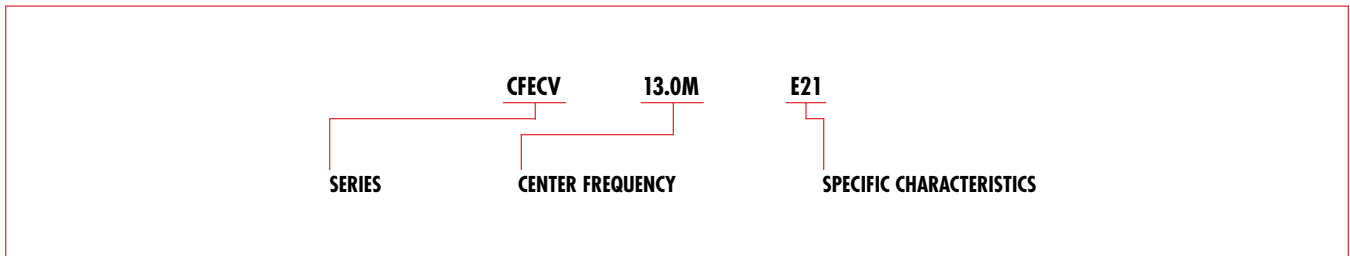 CFECV 13.0M E21
SERIES CENTER FREQUENCY SPECIFIC CHARACTERISTICS